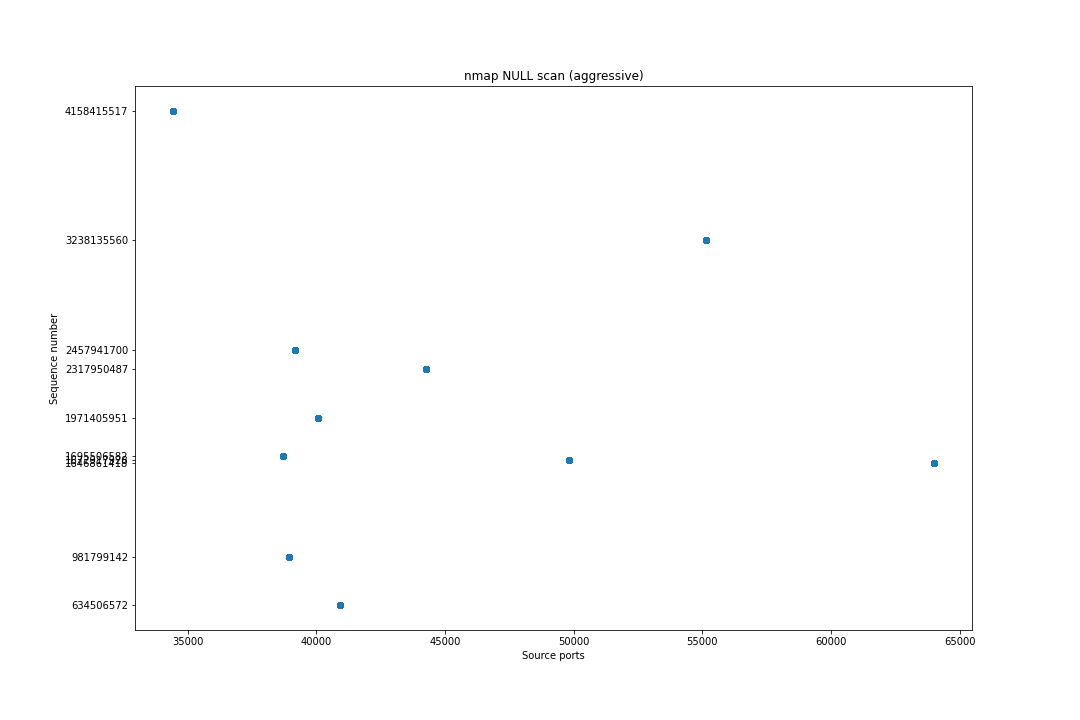 nmap NULL scan (aggressive)
Sequence number
4158415517
3238135560
2457941700
2317950487
1971405951
981799142
634506572
35000 40000 45000 50000 55000 60000 65000
Source ports